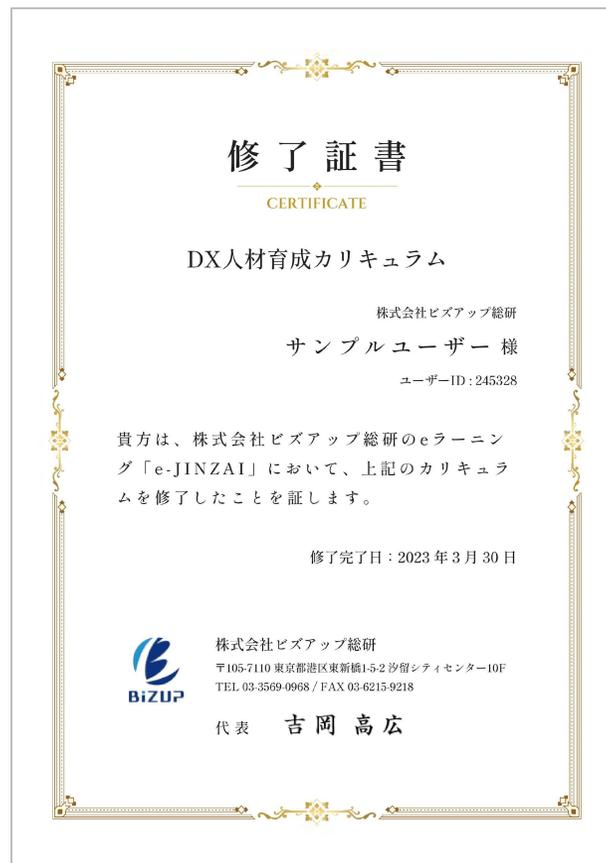 修了証書
CERTIFICATE
DX人材育成カリキュラム
株式会社ビズアップ総研
サンプルユーザー 様
ユーザーID : 245328
貴方は、株式会社ビズアップ総研のeラーニン
グ「e-JINZAI」において、上記のカリキュラ
ムを修了したことを証します。
修了完了日：2023 年 3 月 30 日
BiZUP
株式会社ビズアップ総研
〒105-7110 東京都港区東新橋1-5-2 汐留シティセンター10F
TEL 03-3569-0968 / FAX 03-6215-9218
代表 吉岡 高広